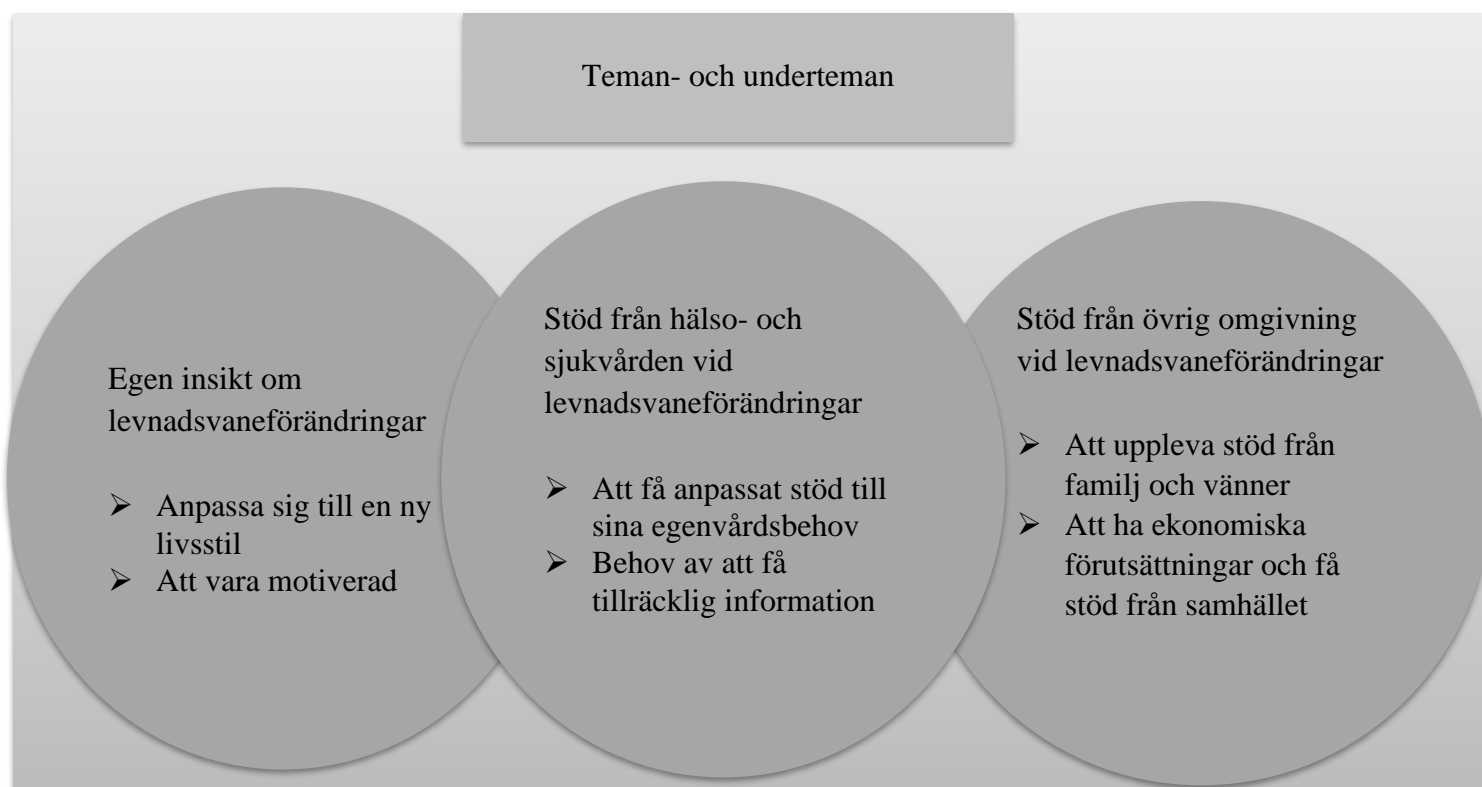 Teman- och underteman
Egen insikt om
levnadsvaneförändringar
➢ Anpassa sig till en ny
livsstil
➢ Att vara motiverad
Stöd från hälso- och
sjukvården vid
levnadsvaneförändringar
➢ Att få anpassat stöd till
sina egenvårdsbehov
➢ Behov av att få
tillräcklig information
Stöd från övrig omgivning
vid levnadsvaneförändringar
➢ Att uppleva stöd från
familj och vänner
➢ Att ha ekonomiska
förutsättningar och få
stöd från samhället